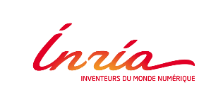 Inria
INVENTEURS DU MONDE NUMÉRIQUE